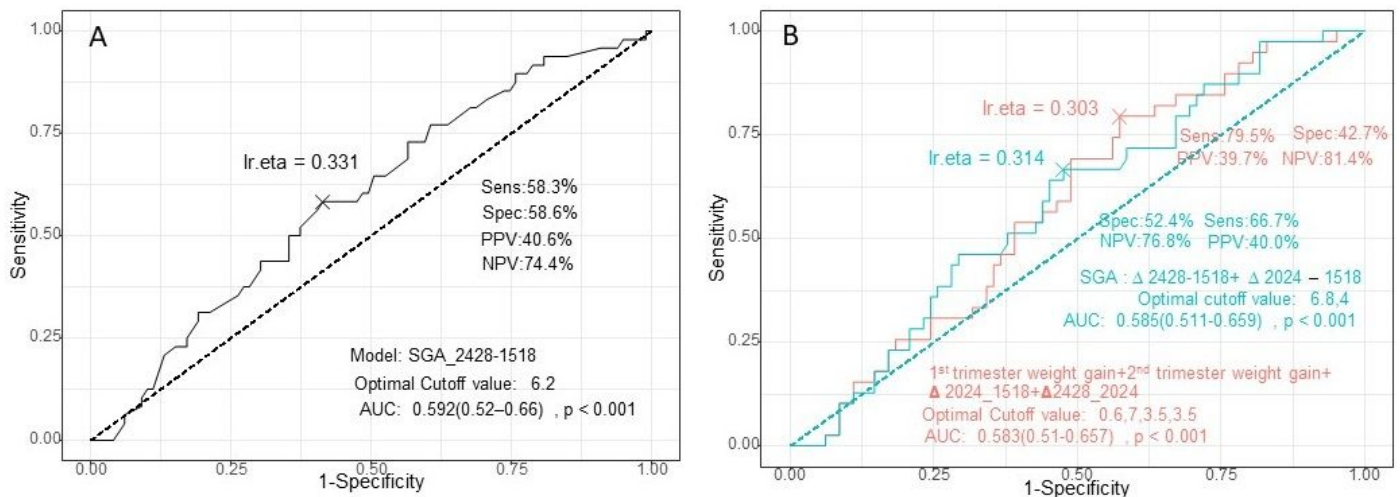 A
1.00
0.75
0.50
0.25
0.00
Sensitivity
lr.eta = 0.331
Sens:58.3%
Spec:58.6%
PPV:40.6%
NPV:74.4%
Model: SGA_2428-1518
Optimal Cutoff value: 6.2
AUC: 0.592(0.52–0.66) , p < 0.001
0.00 0.25 0.50 0.75 1.00
1-Specificity
B
1.00
0.75
0.50
0.25
0.00
Sensitivity
lr.eta = 0.303
Sens:79.5% Spec:42.7%
PPV:39.7% NPV:81.4%
lr.eta = 0.314
Spec:52.4% Sens:66.7%
NPV:76.8% PPV:40.0%
SGA : Δ 2428-1518+ Δ 2024 – 1518
Optimal cutoff value: 6.8,4
AUC: 0.585(0.511-0.659) , p < 0.001
1st trimester weight gain+2nd trimester weight gain+
Δ 2024_1518+Δ2428_2024
Optimal Cutoff value: 0.6,7,3.5,3.5
AUC: 0.583(0.51-0.657) , p < 0.001
0.00 0.25 0.50 0.75 1.00
1-Specificity